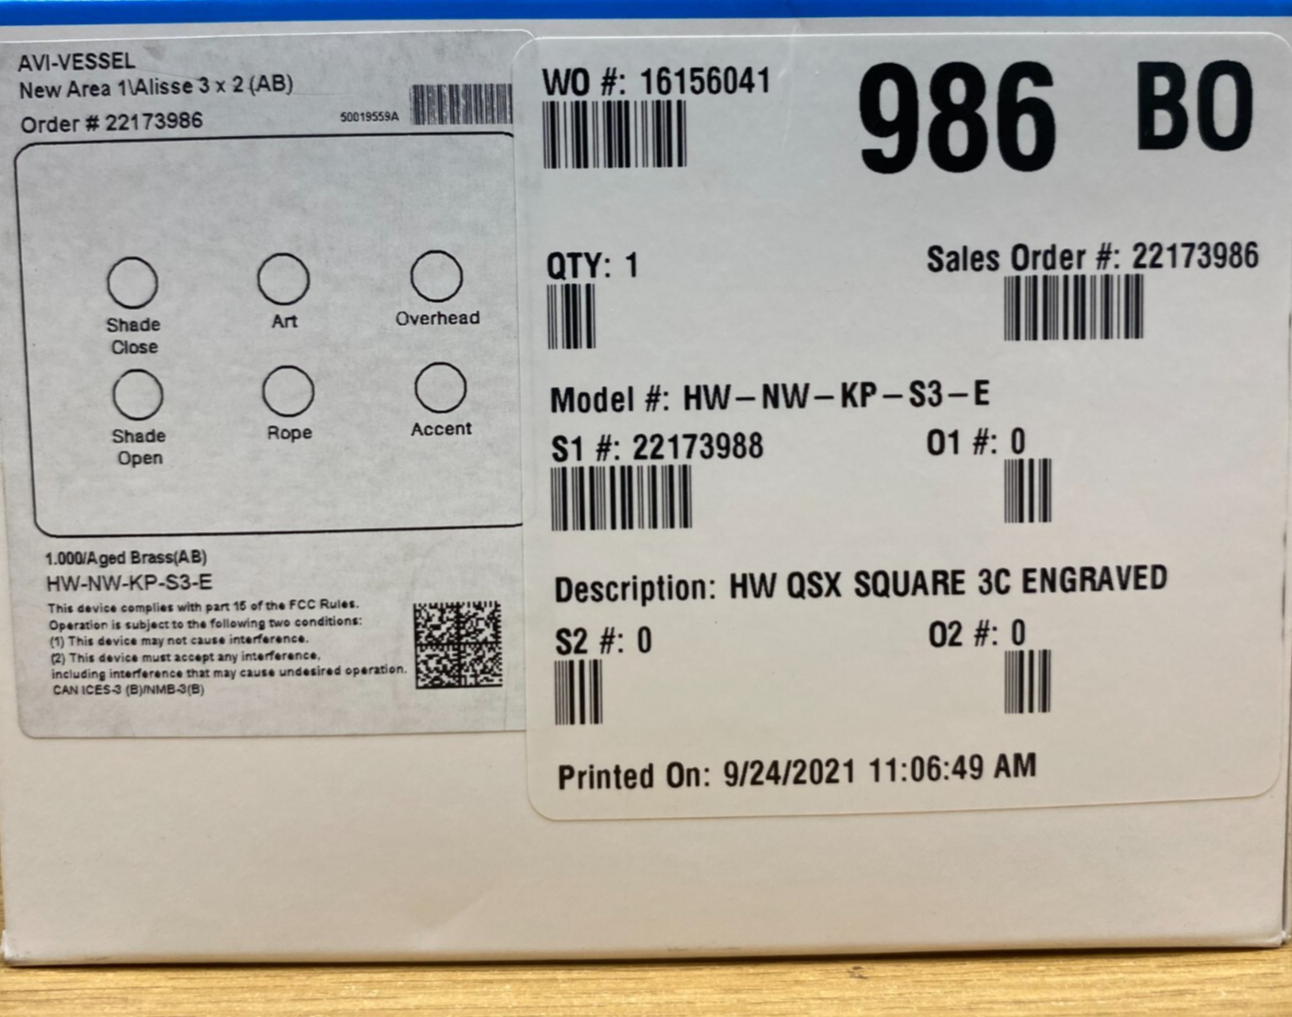 AVI-VESSEL
New Area 1\Alisse 3 x 2 (AB)
Order # 22173986
50019559A
Shade Close
Art
Overhead
Shade Open
Rope
Accent
1.000/Aged Brass(AB)
HW-NW-KP-S3-E
This device complies with part 15 of the FCC Rules.
Operation is subject to the following two conditions:
(1) This device may not cause interference.
(2) This device must accept any interference,
including interference that may cause undesired operation.
CAN ICES-3 (B)/NMB-3(B)
WO #: 16156041
986 BO
QTY: 1
Sales Order #: 22173986
Model #: HW-NW-KP-S3-E
S1 #: 22173988
O1 #: 0
Description: HW QSX SQUARE 3C ENGRAVED
S2 #: 0
O2 #: 0
Printed On: 9/24/2021 11:06:49 AM